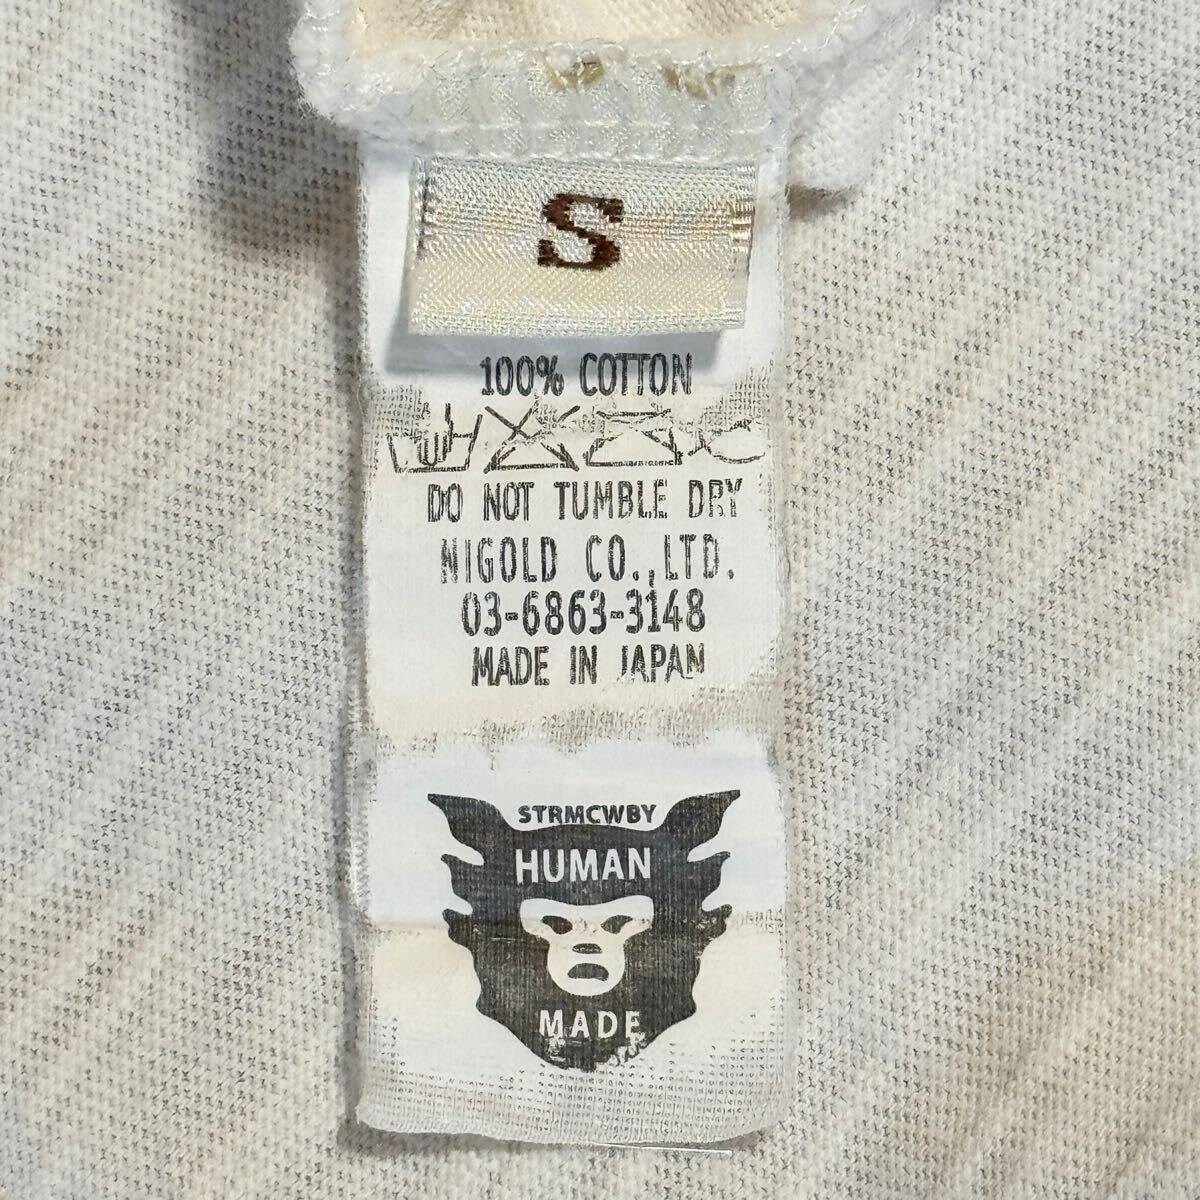 S
100% COTTON
DO NOT TUMBLE DRY
NIGOLD CO.,LTD.
03-6863-3148
MADE IN JAPAN
STRMCWBY
HUMAN
MADE